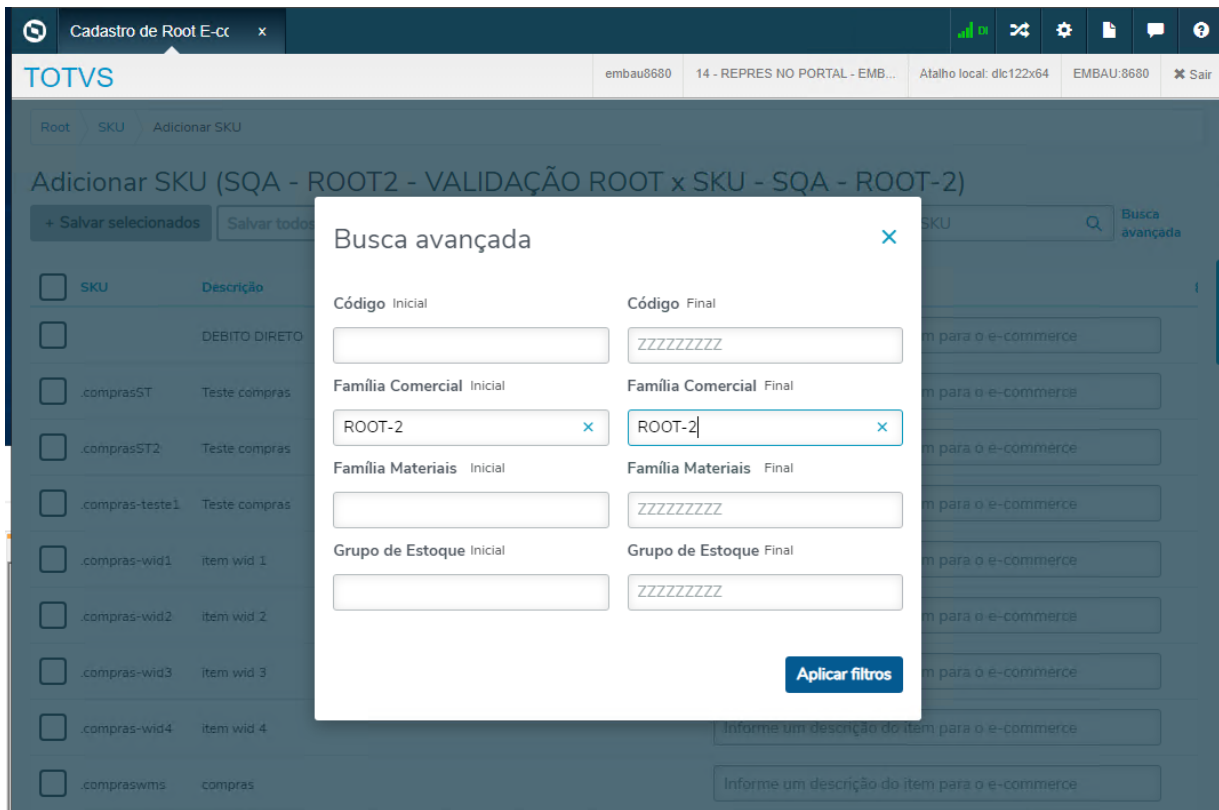 Cadastro de Root E-cc x DI
TOTVS embau8680 14 - REPRES NO PORTAL - EMB... Atalho local: dlc122x64 EMBAU:8680 Sair
Root SKU Adicionar SKU
Adicionar SKU (SQA - ROOT2 - VALIDAÇÃO ROOT x SKU - SQA - ROOT-2)
+ Salvar selecionados Salvar todos SKU Busca avançada
SKU Descrição
DEBITO DIRETO m para o e-commerce
.comprasST Teste compras m para o e-commerce
.comprasST2 Teste compras m para o e-commerce
.compras-teste1 Teste compras m para o e-commerce
.compras-wid1 item wid 1 m para o e-commerce
.compras-wid2 item wid 2 m para o e-commerce
.compras-wid3 item wid 3 m para o e-commerce
.compras-wid4 item wid 4 Informe um descrição do item para o e-commerce
.compraswms compras Informe um descrição do item para o e-commerce
Busca avançada
Código Inicial Código Final
ZZZZZZZZZ
Família Comercial Inicial Família Comercial Final
ROOT-2 ROOT-2
Família Materiais Inicial Família Materiais Final
ZZZZZZZZZ
Grupo de Estoque Inicial Grupo de Estoque Final
ZZZZZZZZZ
Aplicar filtros